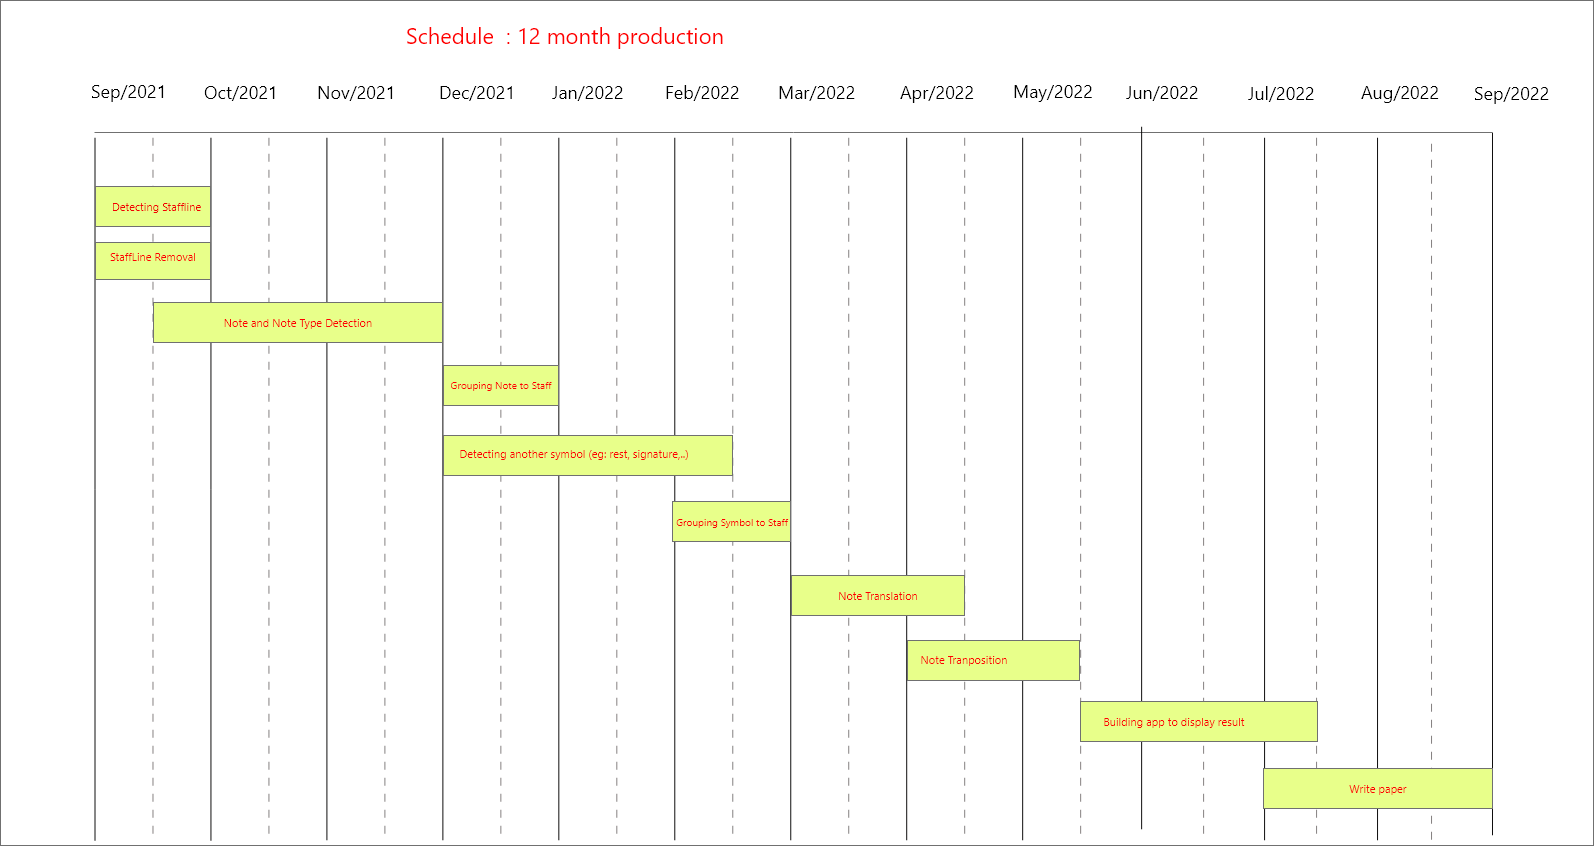 Schedule : 12 month production
Sep/2021
Oct/2021
Nov/2021
Dec/2021
Jan/2022
Feb/2022
Mar/2022
Apr/2022
May/2022
Jun/2022
Jul/2022
Aug/2022
Sep/2022
Detecting Staffline
StaffLine Removal
Note and Note Type Detection
Grouping Note to Staff
Detecting another symbol (eg: rest, signature,..)
Grouping Symbol to Staff
Note Translation
Note Tranposition
Building app to display result
Write paper